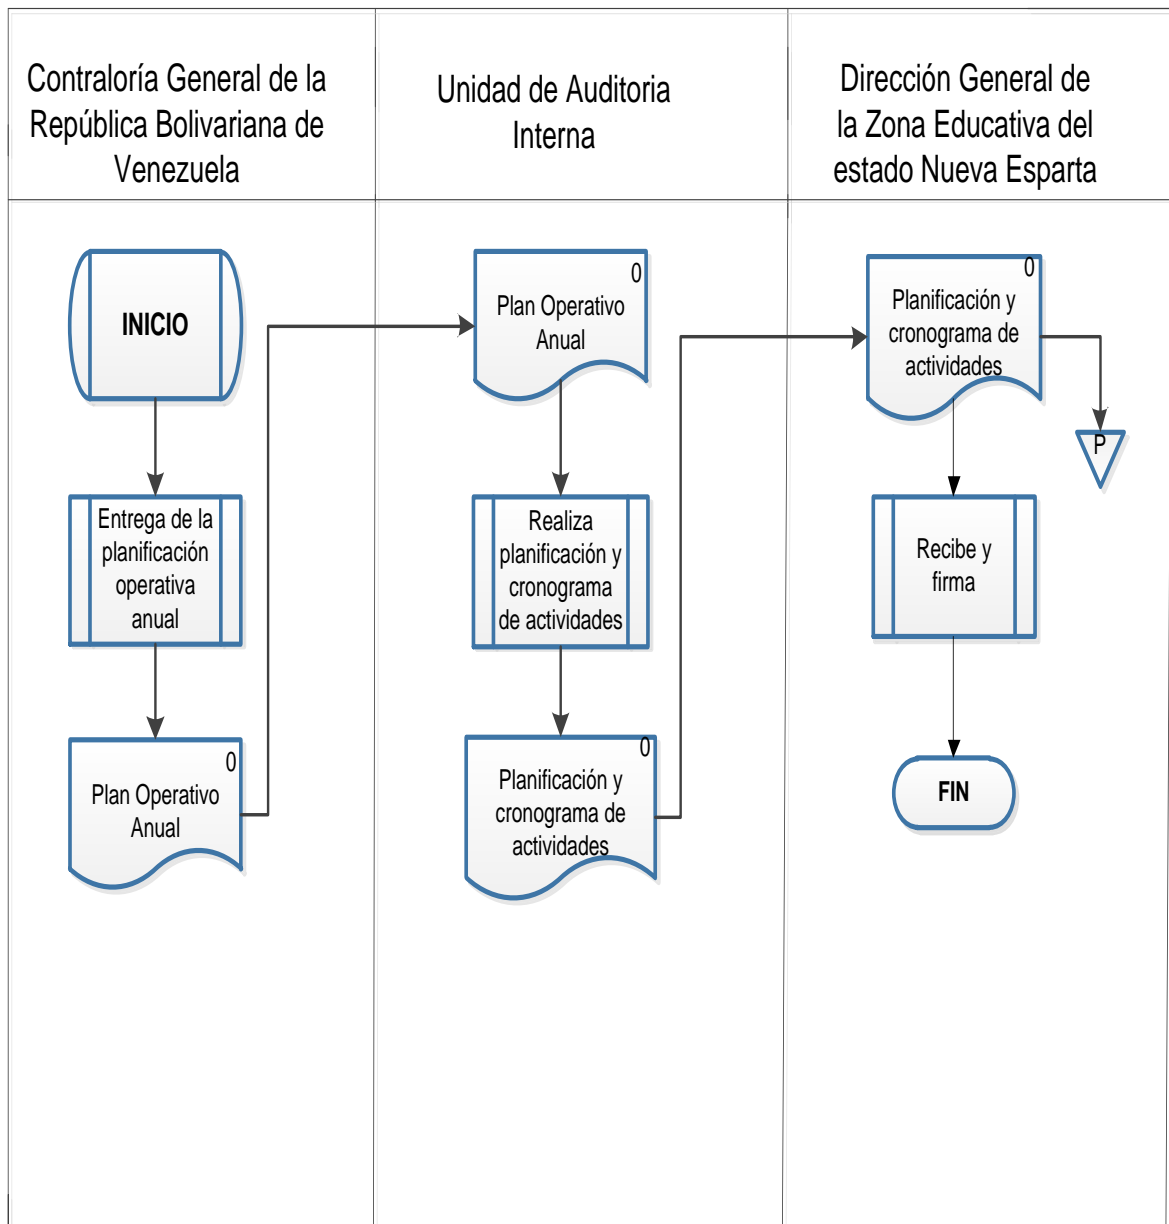 Contraloría General de la
República Bolivariana de
Venezuela
Unidad de Auditoria
Interna
Dirección General de
la Zona Educativa del
estado Nueva Esparta
INICIO
Entrega de la
planificación
operativa
anual
0
Plan Operativo
Anual
0
Plan Operativo
Anual
Realiza
planificación y
cronograma
de actividades
0
Planificación y
cronograma de
actividades
0
Planificación y
cronograma de
actividades
P
Recibe y
firma
FIN